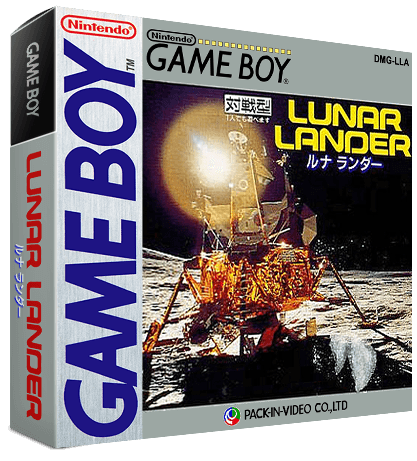 GAME BOY
LUNAR LANDER
ルナ ランダー
Nintendo®
GAME BOY™
Nintendo®
GAME BOY®
DMG-LLA
対戦型
1人でも遊べます
LUNAR
LANDER
ルナ ランダー
PACK-IN-VIDEO CO.,LTD